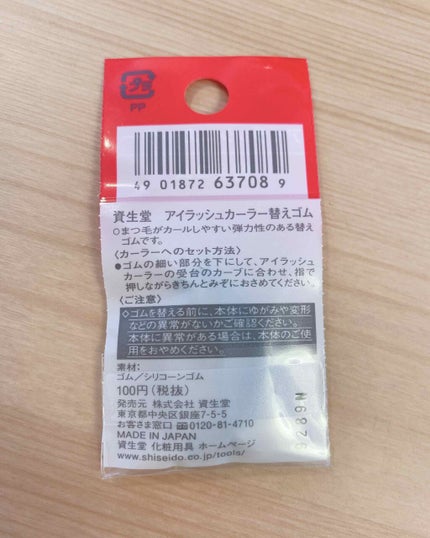 プラ
PP
49 01872 63708 9
資生堂 アイラッシュカーラー替えゴム
○まつ毛がカールしやすい弾力性のある替え
ゴムです。
〈カーラーへのセット方法〉
●ゴムの細い部分を下にして、アイラッシュ
カーラーの受台のカーブに合わせ、指で
押しながらきちんとみぞにおさめてください。
〈ご注意〉
◇ゴムを替える前に、本体にゆがみや変形
などの異常がないかご確認ください。
本体に異常がある場合は、本体のご使
用をおやめください。
素材:
ゴム/シリコーンゴム
100円(税抜)
発売元 株式会社 資生堂
東京都中央区銀座7-5-5
お客さま窓口 0120-81-4710
MADE IN JAPAN
資生堂 化粧用具 ホームページ
www.shiseido.co.jp/tools/
9289N